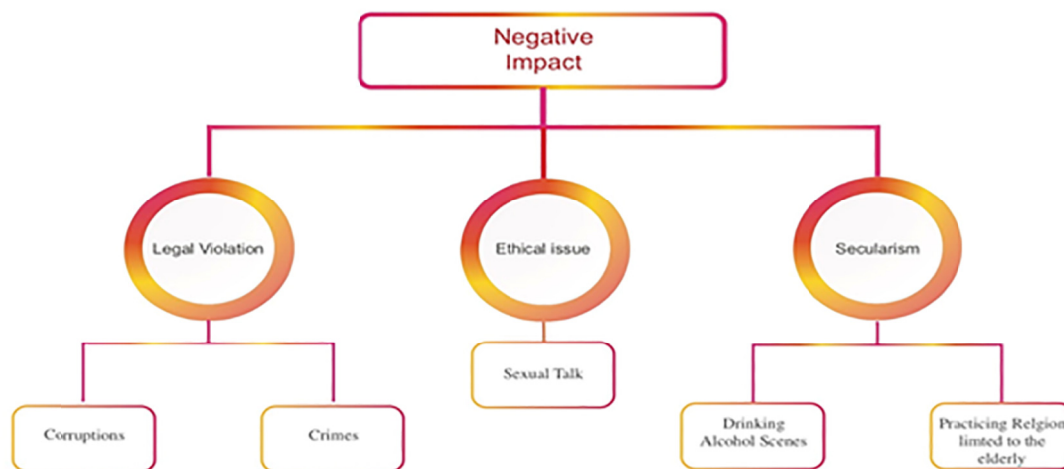 Negative
Impact
Legal Violation
Ethical issue
Secularism
Sexual Talk
Corruptions
Crimes
Drinking
Alcohol Scenes
Practicing Relgion
limted to the
elderly